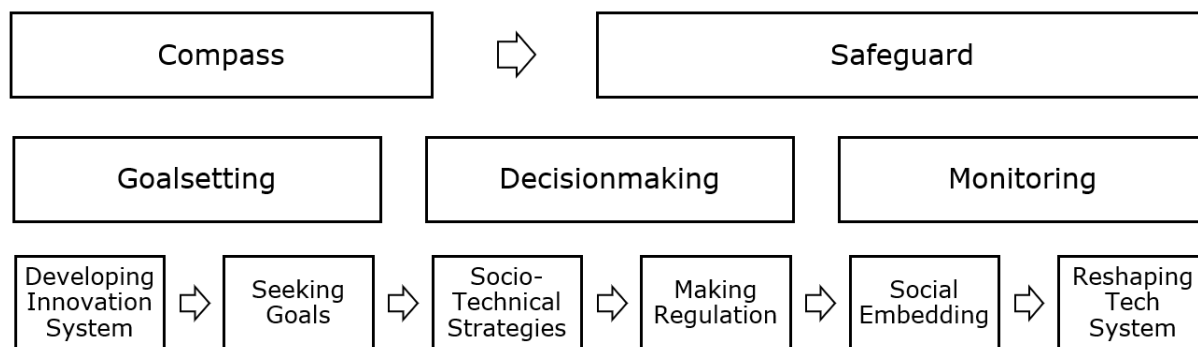 Compass
Safeguard
Goalsetting
Decisionmaking
Monitoring
Developing
Innovation
System
Seeking
Goals
Socio-
Technical
Strategies
Making
Regulation
Social
Embedding
Reshaping
Tech
System